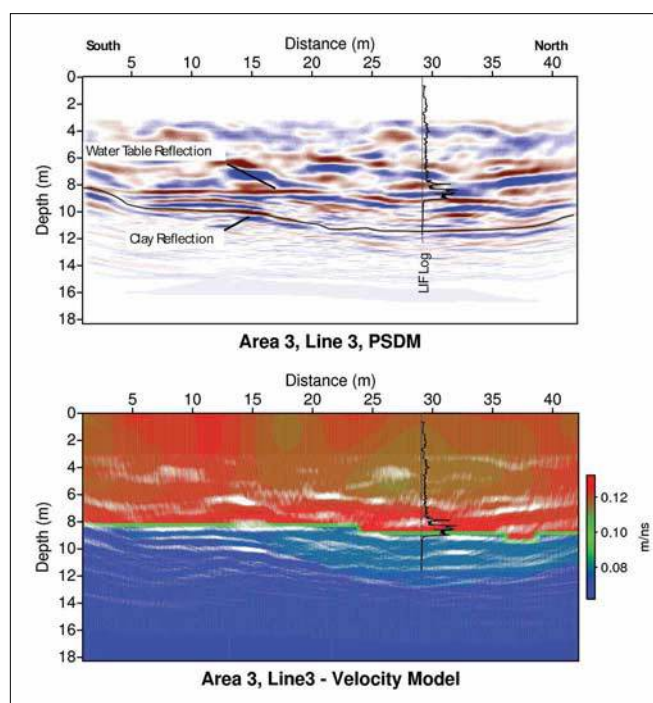 Distance (m)
South North
0 5 10 15 20 25 30 35 40
Depth (m)
0
2
4
6
8
10
12
14
16
18
Water Table Reflection
Clay Reflection
LIF Log
Area 3, Line 3, PSDM
Distance (m)
0 5 10 15 20 25 30 35 40
Depth (m)
0
2
4
6
8
10
12
14
16
18
0.12
0.10
0.08
m/ns
Area 3, Line3 - Velocity Model